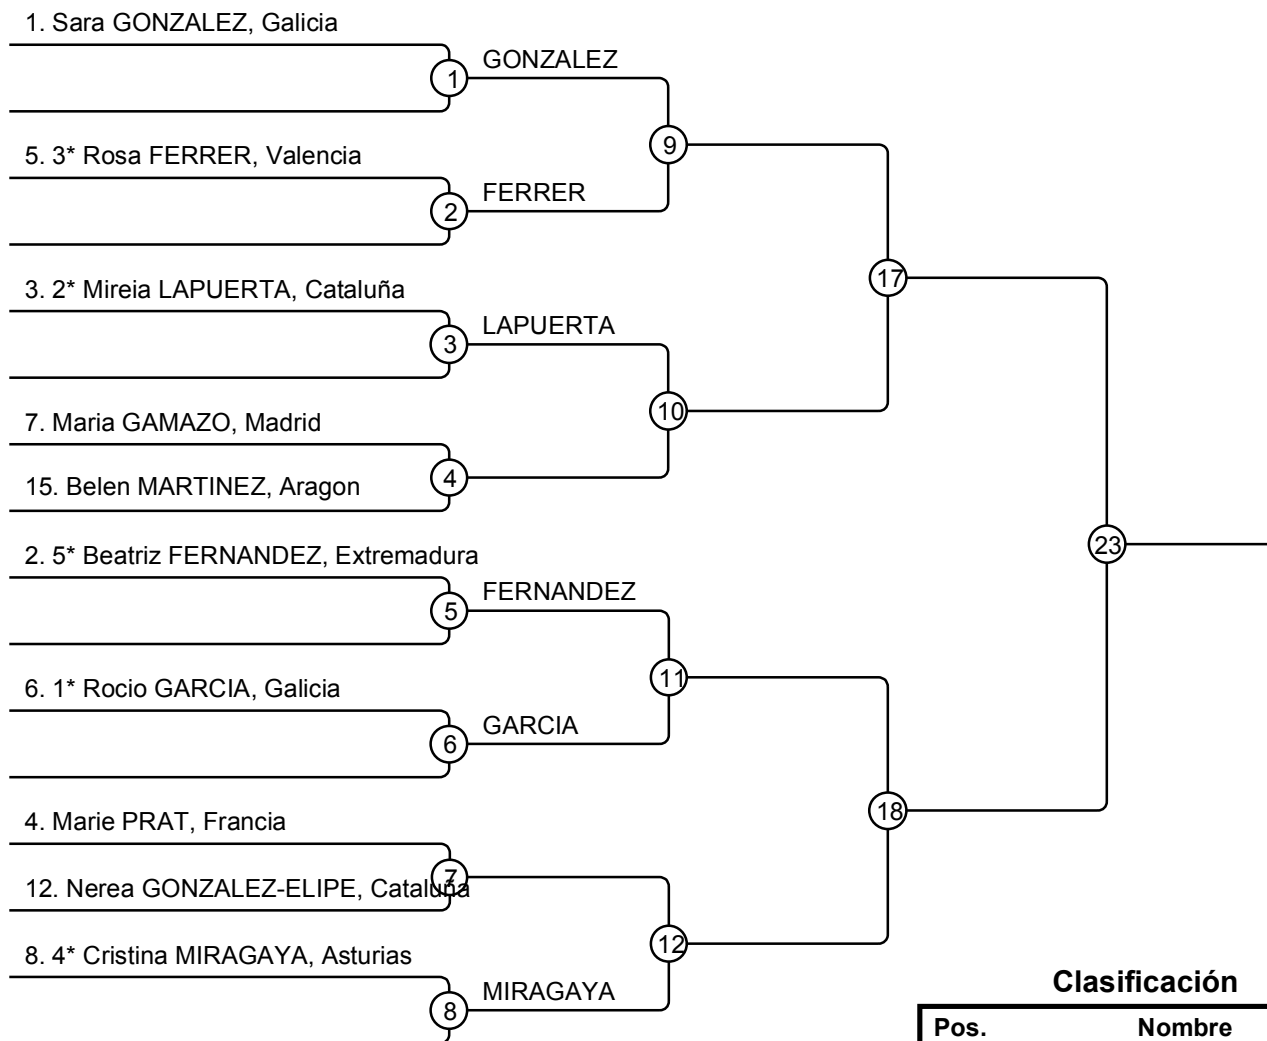 1. Sara GONZALEZ, Galicia
1
GONZALEZ
9
5. 3* Rosa FERRER, Valencia
2
FERRER
17
3. 2* Mireia LAPUERTA, Cataluña
3
LAPUERTA
10
7. Maria GAMAZO, Madrid
4
15. Belen MARTINEZ, Aragon
23
2. 5* Beatriz FERNANDEZ, Extremadura
5
FERNANDEZ
11
6. 1* Rocio GARCIA, Galicia
6
GARCIA
18
4. Marie PRAT, Francia
7
12. Nerea GONZALEZ-ELIPE, Cataluña
12
8. 4* Cristina MIRAGAYA, Asturias
8
MIRAGAYA
Clasificación
Pos. Nombre